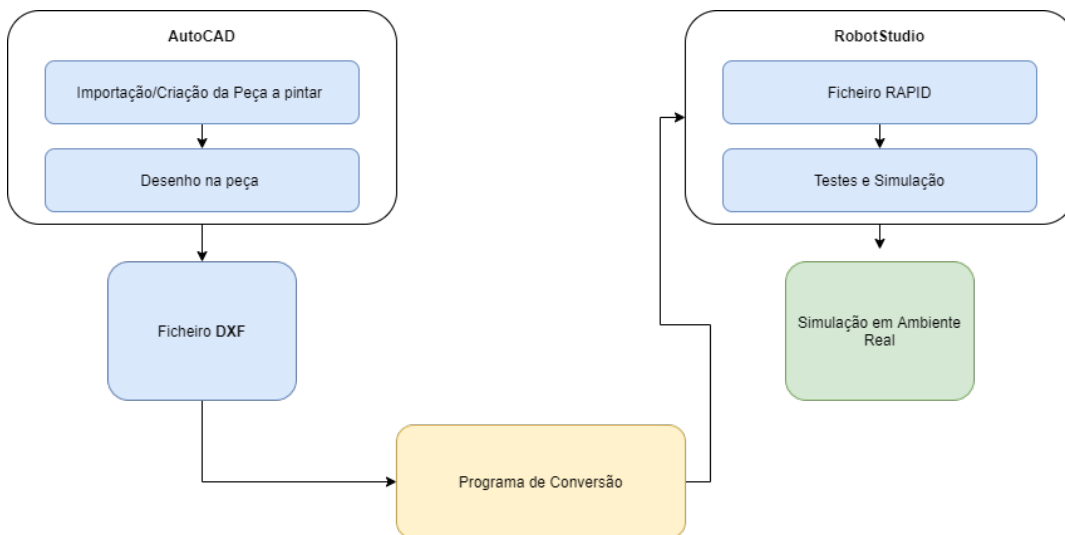 AutoCAD
Importação/Criação da Peça a pintar
Desenho na peça
Ficheiro DXF
Programa de Conversão
RobotStudio
Ficheiro RAPID
Testes e Simulação
Simulação em Ambiente
Real